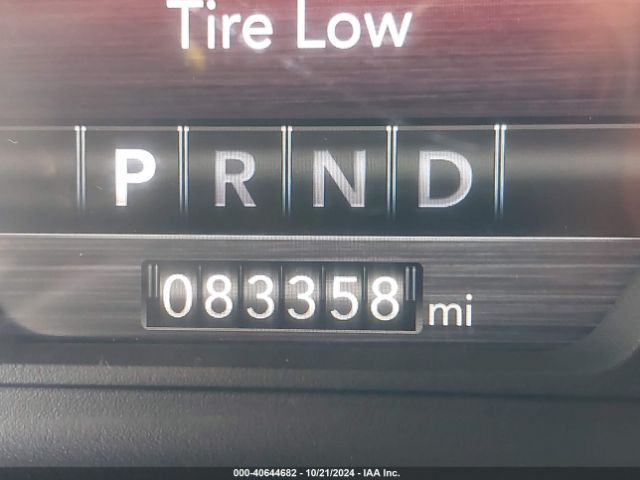 Tire Low
P R N D
083358 mi
000-40644682 - 10/21/2024 - IAA Inc.